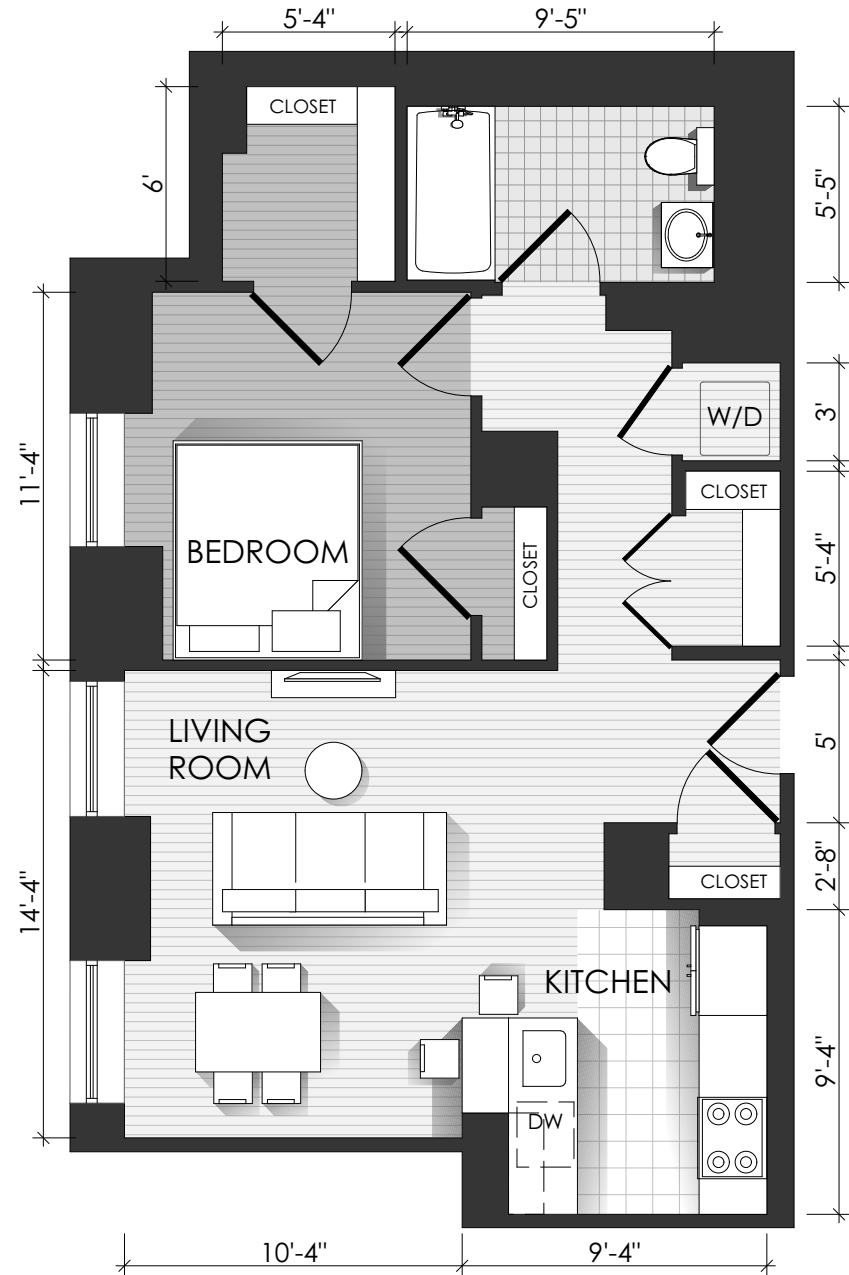 5'-4"
9'-5"
CLOSET
6'
5'-5"
W/D
3'
11'-4"
CLOSET
BEDROOM
CLOSET
5'-4"
LIVING
ROOM
5'
CLOSET
2'-8"
14'-4"
KITCHEN
9'-4"
DW
10'-4"
9'-4"